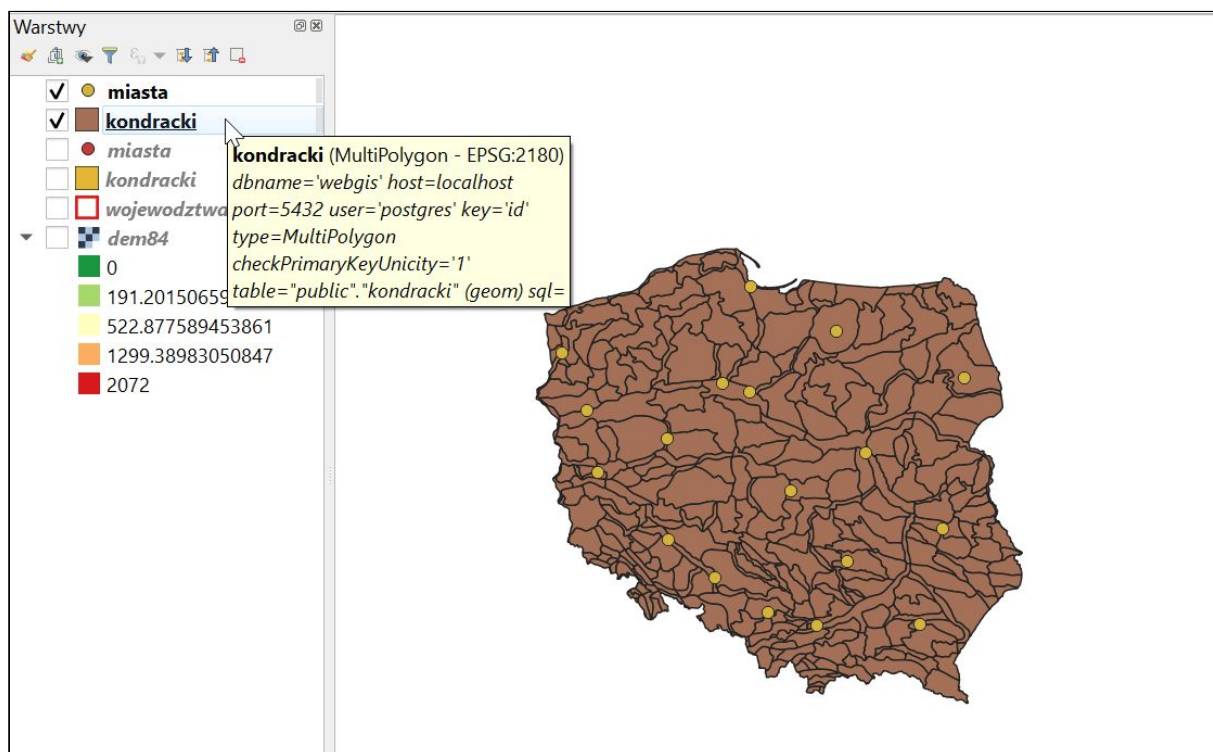 Warstwy
miasta
kondracki
miasta
kondracki
wojewodztwa
dem84
0
191.20150659
522.877589453861
1299.38983050847
2072
kondracki (MultiPolygon - EPSG:2180)
dbname='webgis' host=localhost
port=5432 user='postgres' key='id'
type=MultiPolygon
checkPrimaryKeyUnicity='1'
table="public"."kondracki" (geom) sql=